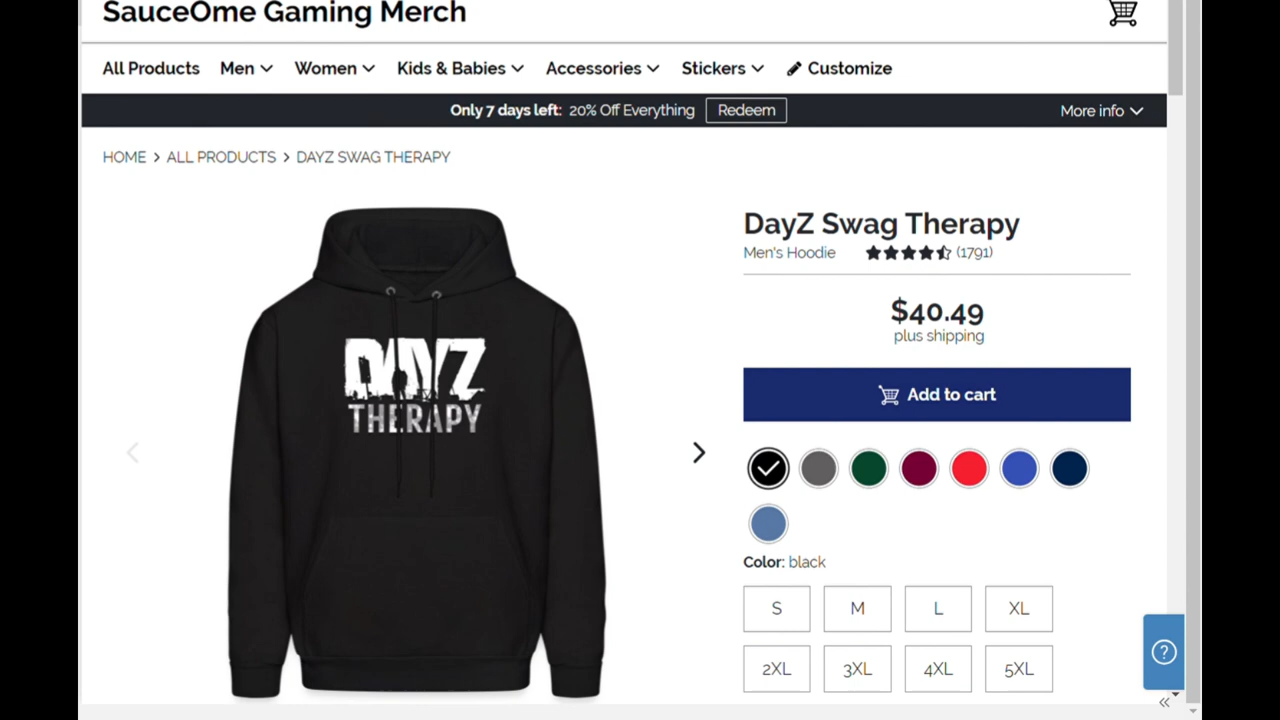 SauceOme Gaming Merch
All Products Men Women Kids & Babies Accessories Stickers Customize
Only 7 days left: 20% Off Everything Redeem More info
HOME > ALL PRODUCTS > DAYZ SWAG THERAPY
DayZ Swag Therapy
Men's Hoodie (1791)
$40.49
plus shipping
Add to cart
DAYZ
THERAPY
Color: black
S M L XL
2XL 3XL 4XL 5XL